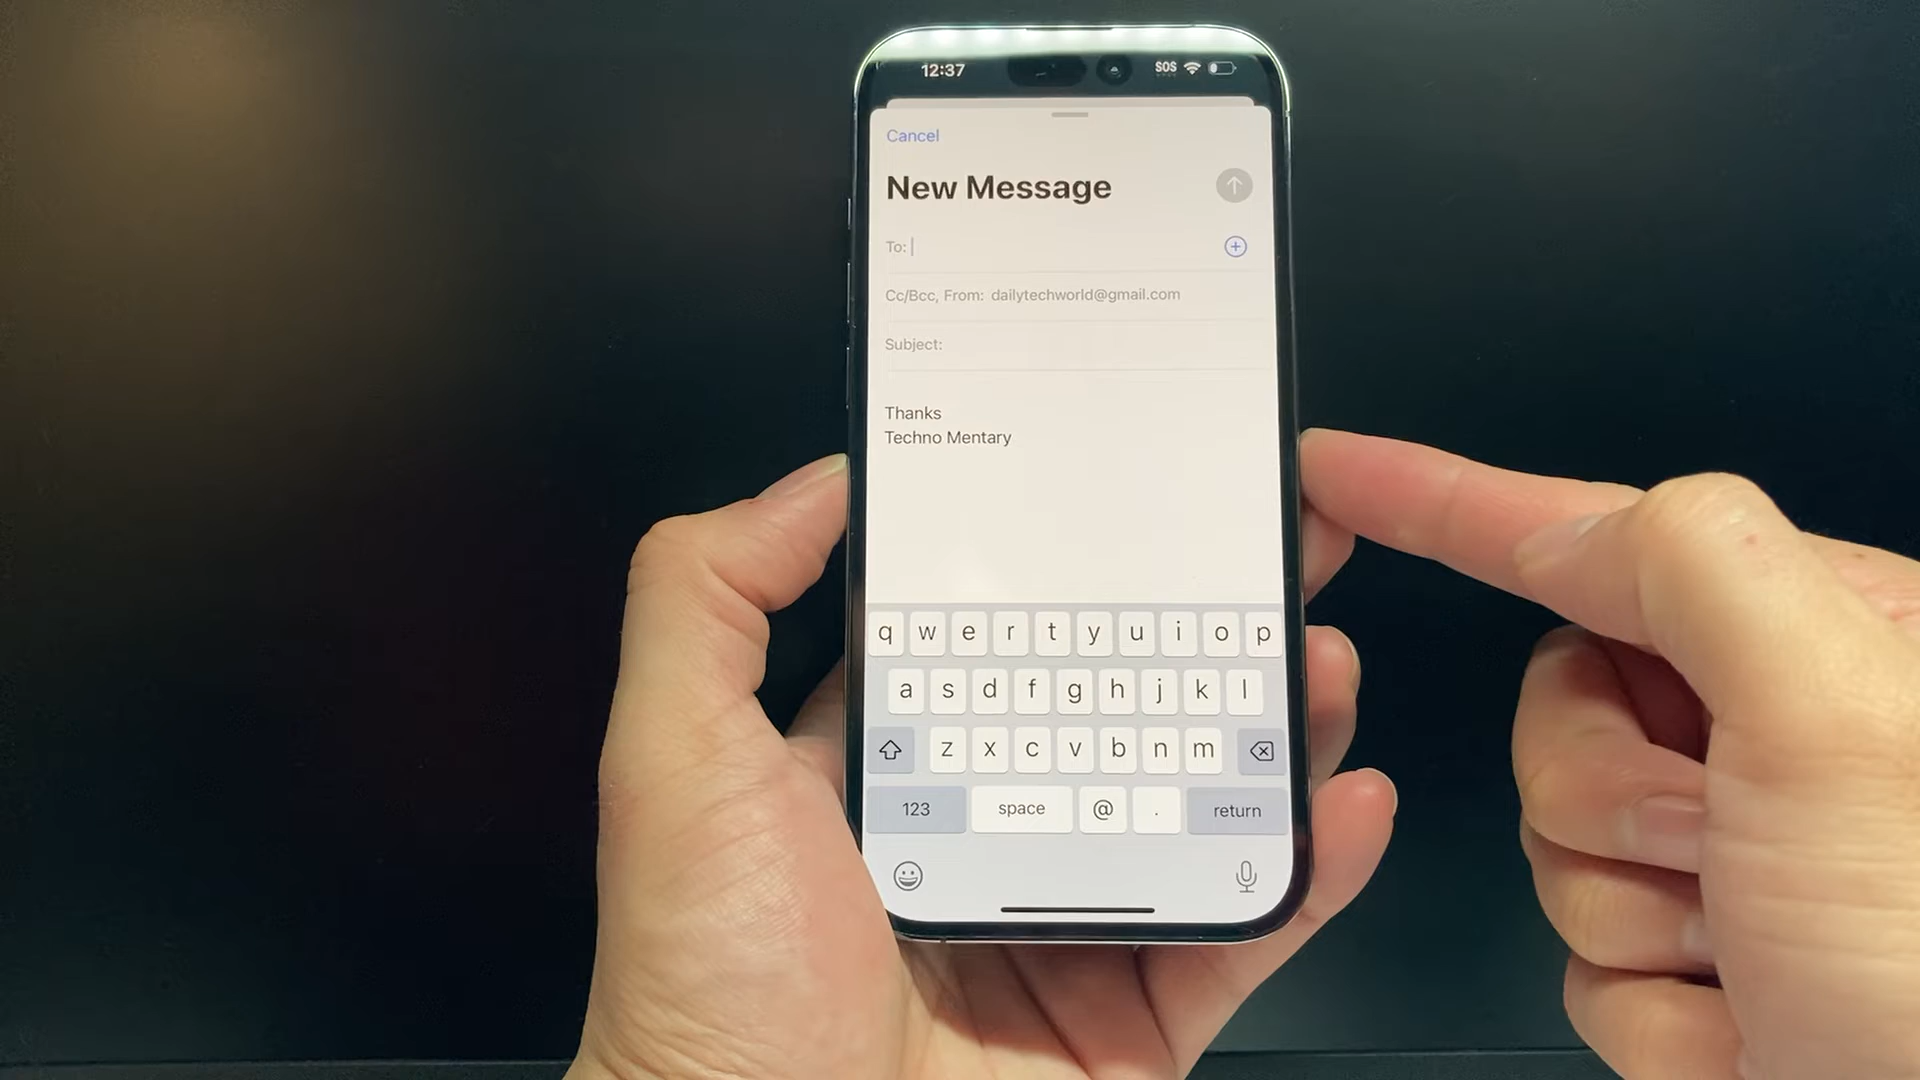 12:37 SOS
Cancel
New Message
To:
Cc/Bcc, From: dailytechworld@gmail.com
Subject:
Thanks
Techno Mentary
q w e r t y u i o p
a s d f g h j k l
z x c v b n m
123 space @ . return